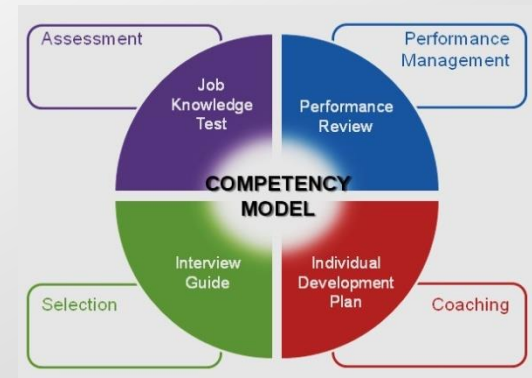 Assessment
Performance
Management
Job
Knowledge
Test
Performance
Review
COMPETENCY
MODEL
Interview
Guide
Individual
Development
Plan
Selection
Coaching